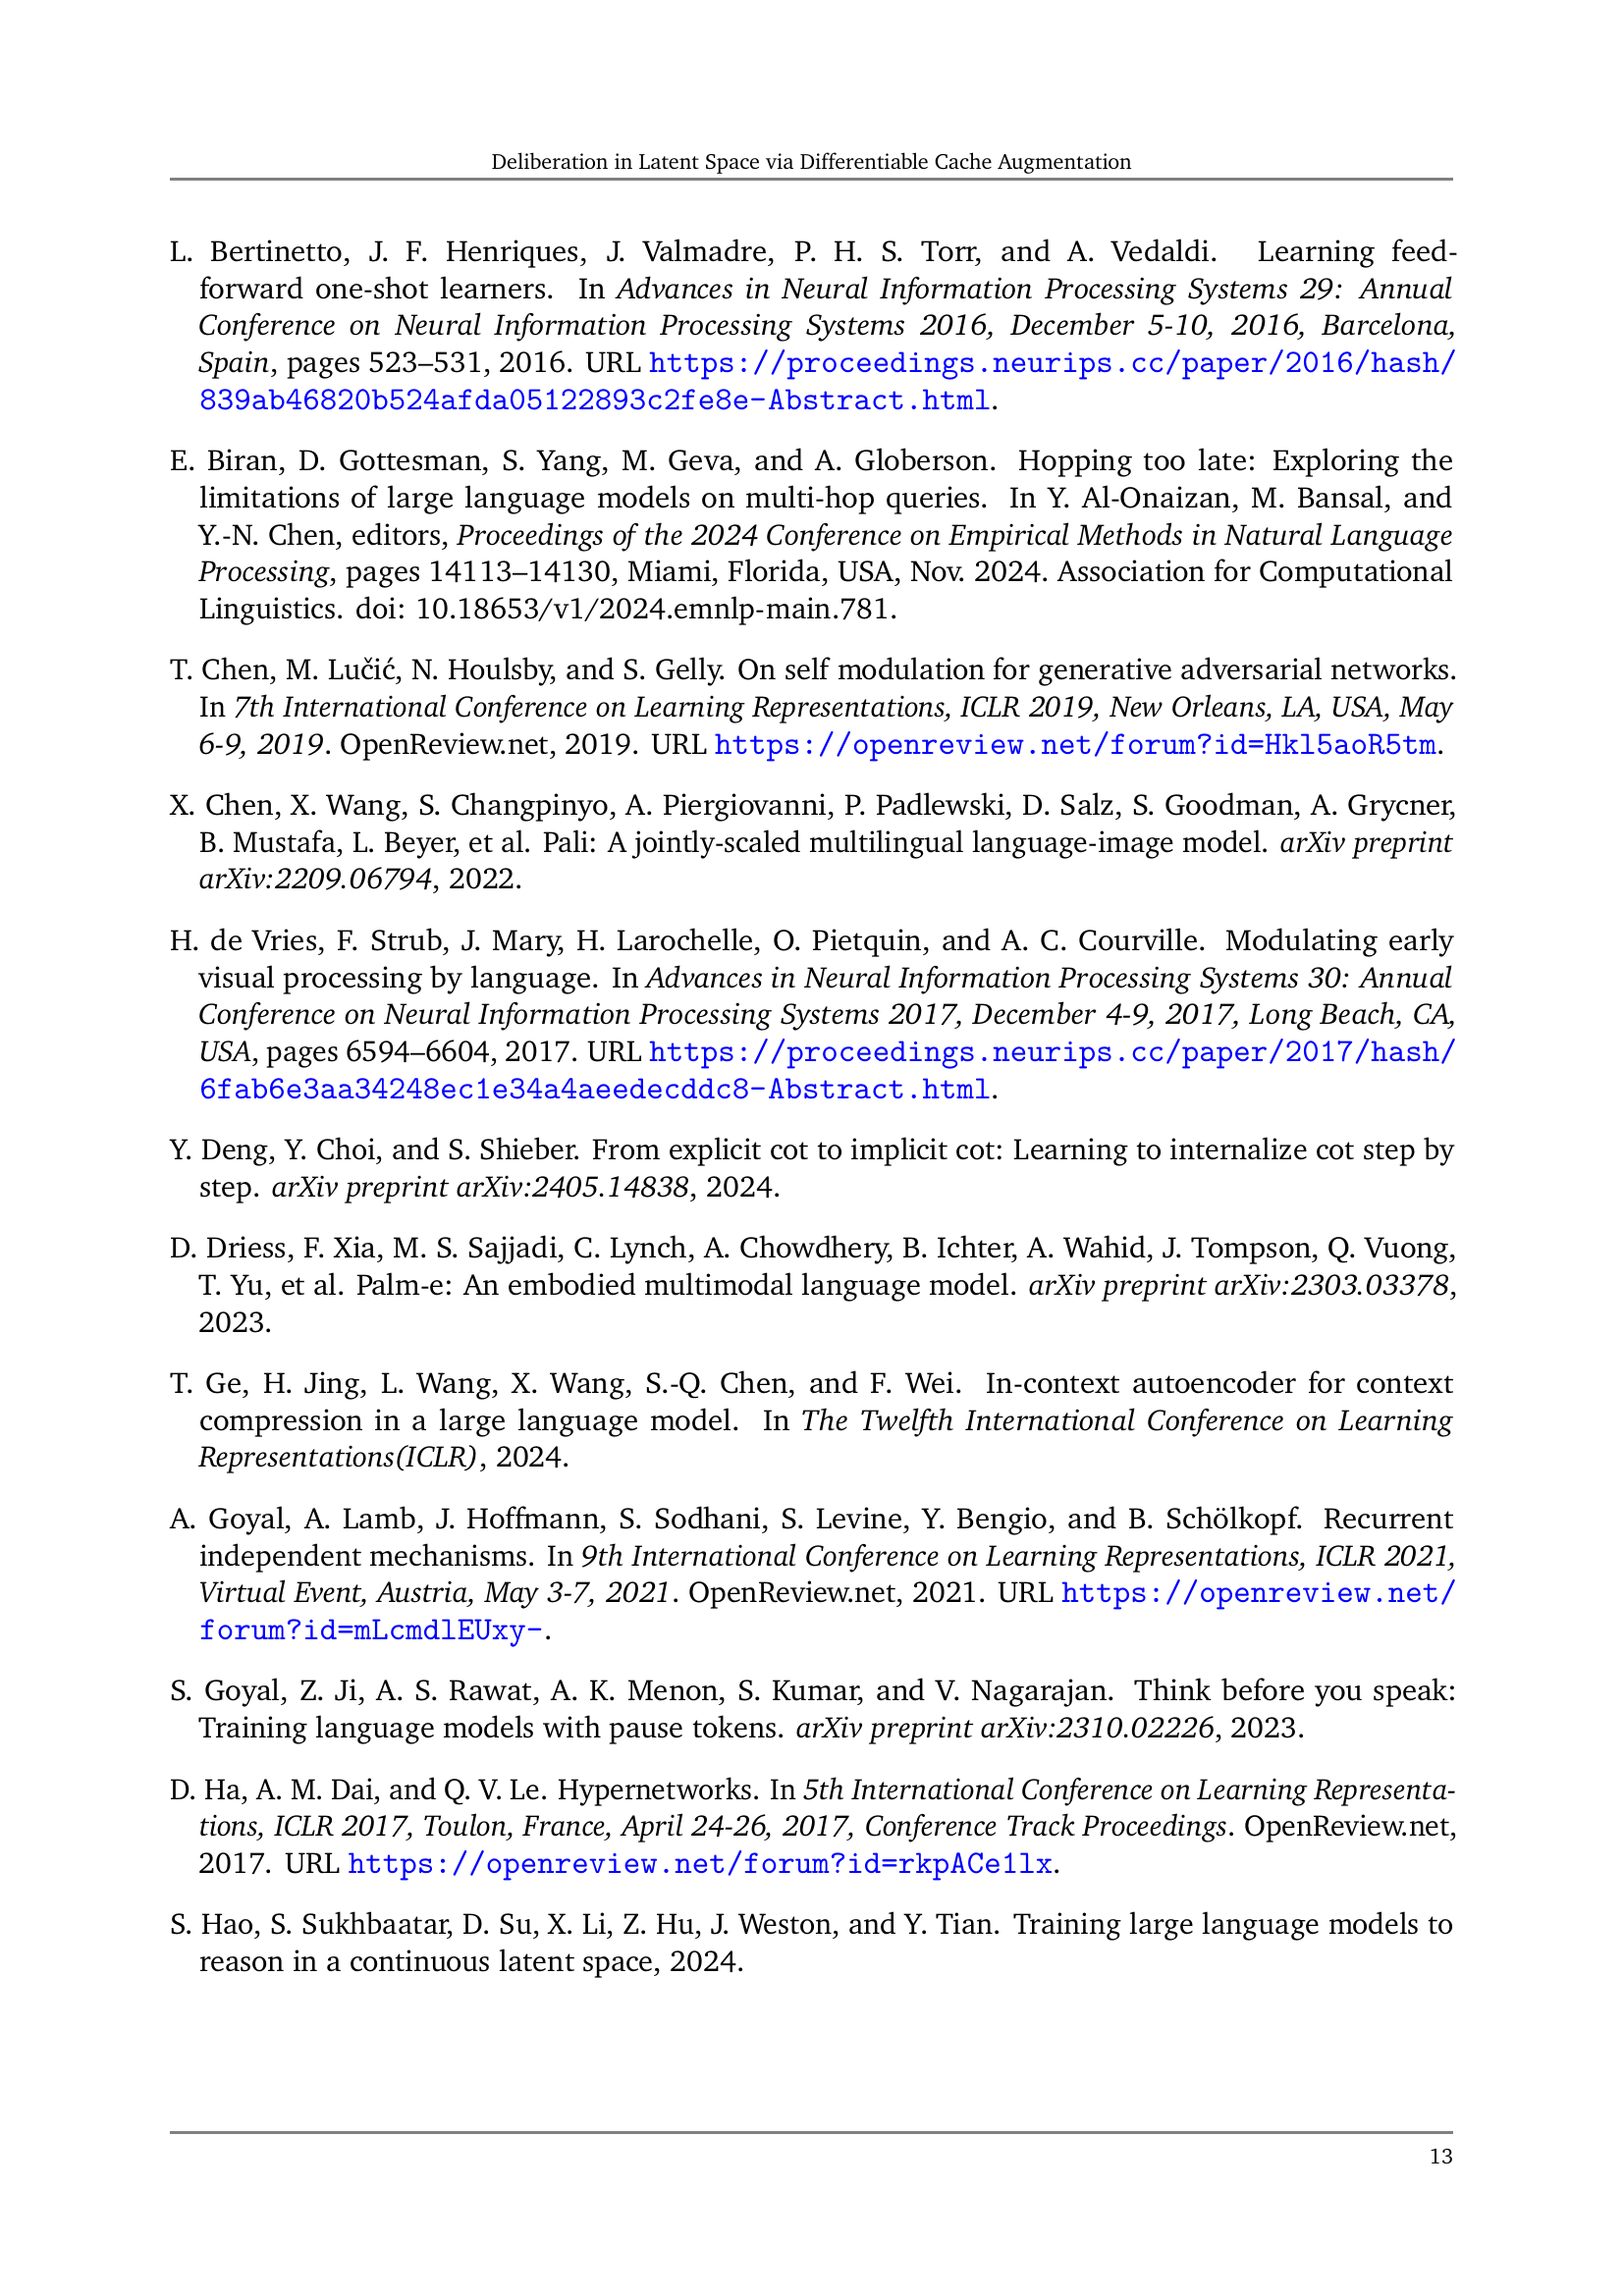 Deliberation in Latent Space via Differentiable Cache Augmentation
L. Bertinetto, J. F. Henriques, J. Valmadre, P. H. S. Torr, and A. Vedaldi. Learning feed-
forward one-shot learners. In Advances in Neural Information Processing Systems 29: Annual
Conference on Neural Information Processing Systems 2016, December 5-10, 2016, Barcelona,
Spain, pages 523–531, 2016. URL https://proceedings.neurips.cc/paper/2016/hash/
839ab46820b524afda05122893c2fe8e-Abstract.html.
E. Biran, D. Gottesman, S. Yang, M. Geva, and A. Globerson. Hopping too late: Exploring the
limitations of large language models on multi-hop queries. In Y. Al-Onaizan, M. Bansal, and
Y.-N. Chen, editors, Proceedings of the 2024 Conference on Empirical Methods in Natural Language
Processing, pages 14113–14130, Miami, Florida, USA, Nov. 2024. Association for Computational
Linguistics. doi: 10.18653/v1/2024.emnlp-main.781.
T. Chen, M. Lučić, N. Houlsby, and S. Gelly. On self modulation for generative adversarial networks.
In 7th International Conference on Learning Representations, ICLR 2019, New Orleans, LA, USA, May
6-9, 2019. OpenReview.net, 2019. URL https://openreview.net/forum?id=Hkl5aoR5tm.
X. Chen, X. Wang, S. Changpinyo, A. Piergiovanni, P. Padlewski, D. Salz, S. Goodman, A. Grycner,
B. Mustafa, L. Beyer, et al. Pali: A jointly-scaled multilingual language-image model. arXiv preprint
arXiv:2209.06794, 2022.
H. de Vries, F. Strub, J. Mary, H. Larochelle, O. Pietquin, and A. C. Courville. Modulating early
visual processing by language. In Advances in Neural Information Processing Systems 30: Annual
Conference on Neural Information Processing Systems 2017, December 4-9, 2017, Long Beach, CA,
USA, pages 6594–6604, 2017. URL https://proceedings.neurips.cc/paper/2017/hash/
6fab6e3aa34248ec1e34a4aeedecddc8-Abstract.html.
Y. Deng, Y. Choi, and S. Shieber. From explicit cot to implicit cot: Learning to internalize cot step by
step. arXiv preprint arXiv:2405.14838, 2024.
D. Driess, F. Xia, M. S. Sajjadi, C. Lynch, A. Chowdhery, B. Ichter, A. Wahid, J. Tompson, Q. Vuong,
T. Yu, et al. Palm-e: An embodied multimodal language model. arXiv preprint arXiv:2303.03378,
2023.
T. Ge, H. Jing, L. Wang, X. Wang, S.-Q. Chen, and F. Wei. In-context autoencoder for context
compression in a large language model. In The Twelfth International Conference on Learning
Representations(ICLR), 2024.
A. Goyal, A. Lamb, J. Hoffmann, S. Sodhani, S. Levine, Y. Bengio, and B. Schölkopf. Recurrent
independent mechanisms. In 9th International Conference on Learning Representations, ICLR 2021,
Virtual Event, Austria, May 3-7, 2021. OpenReview.net, 2021. URL https://openreview.net/
forum?id=mLcmdlEUxy-.
S. Goyal, Z. Ji, A. S. Rawat, A. K. Menon, S. Kumar, and V. Nagarajan. Think before you speak:
Training language models with pause tokens. arXiv preprint arXiv:2310.02226, 2023.
D. Ha, A. M. Dai, and Q. V. Le. Hypernetworks. In 5th International Conference on Learning Representa-
tions, ICLR 2017, Toulon, France, April 24-26, 2017, Conference Track Proceedings. OpenReview.net,
2017. URL https://openreview.net/forum?id=rkpACe1lx.
S. Hao, S. Sukhbaatar, D. Su, X. Li, Z. Hu, J. Weston, and Y. Tian. Training large language models to
reason in a continuous latent space, 2024.
13